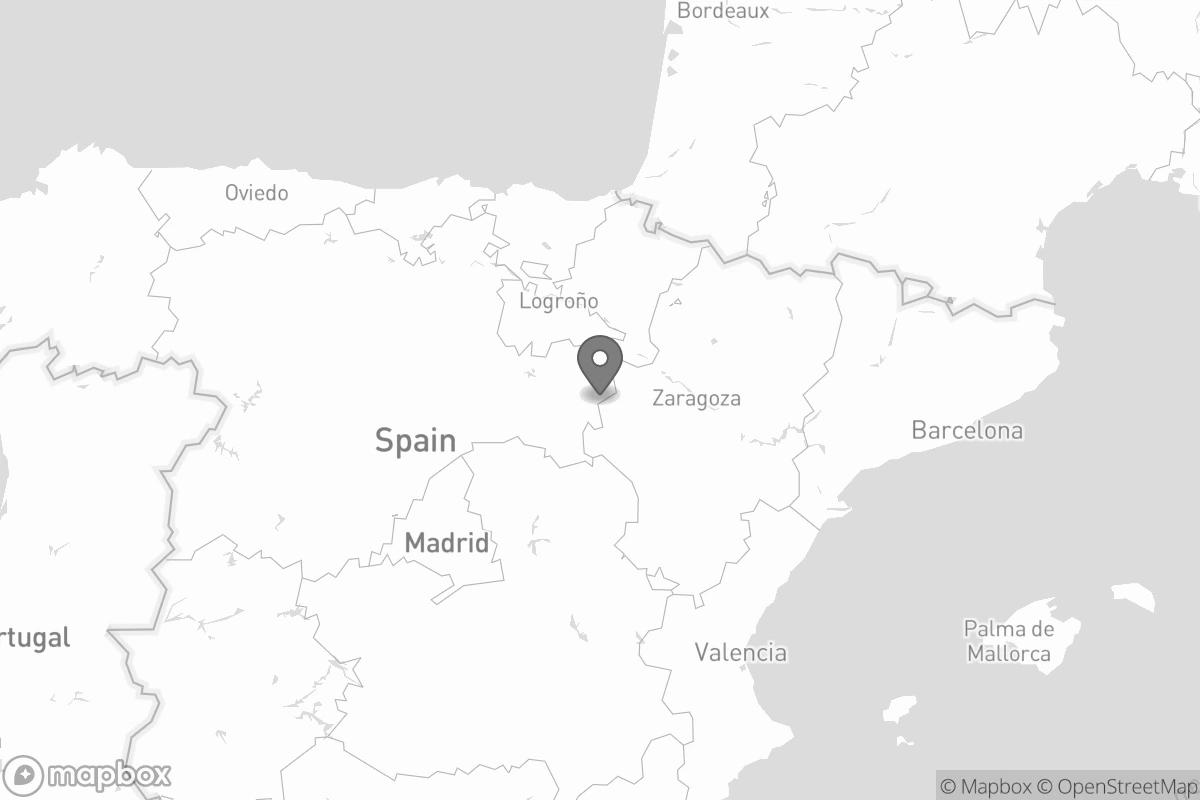 Bordeaux
Oviedo
Logroño
Zaragoza
Barcelona
Spain
Madrid
rtugal
Valencia
Palma de
Mallorca
mapbox
© Mapbox © OpenStreetMap